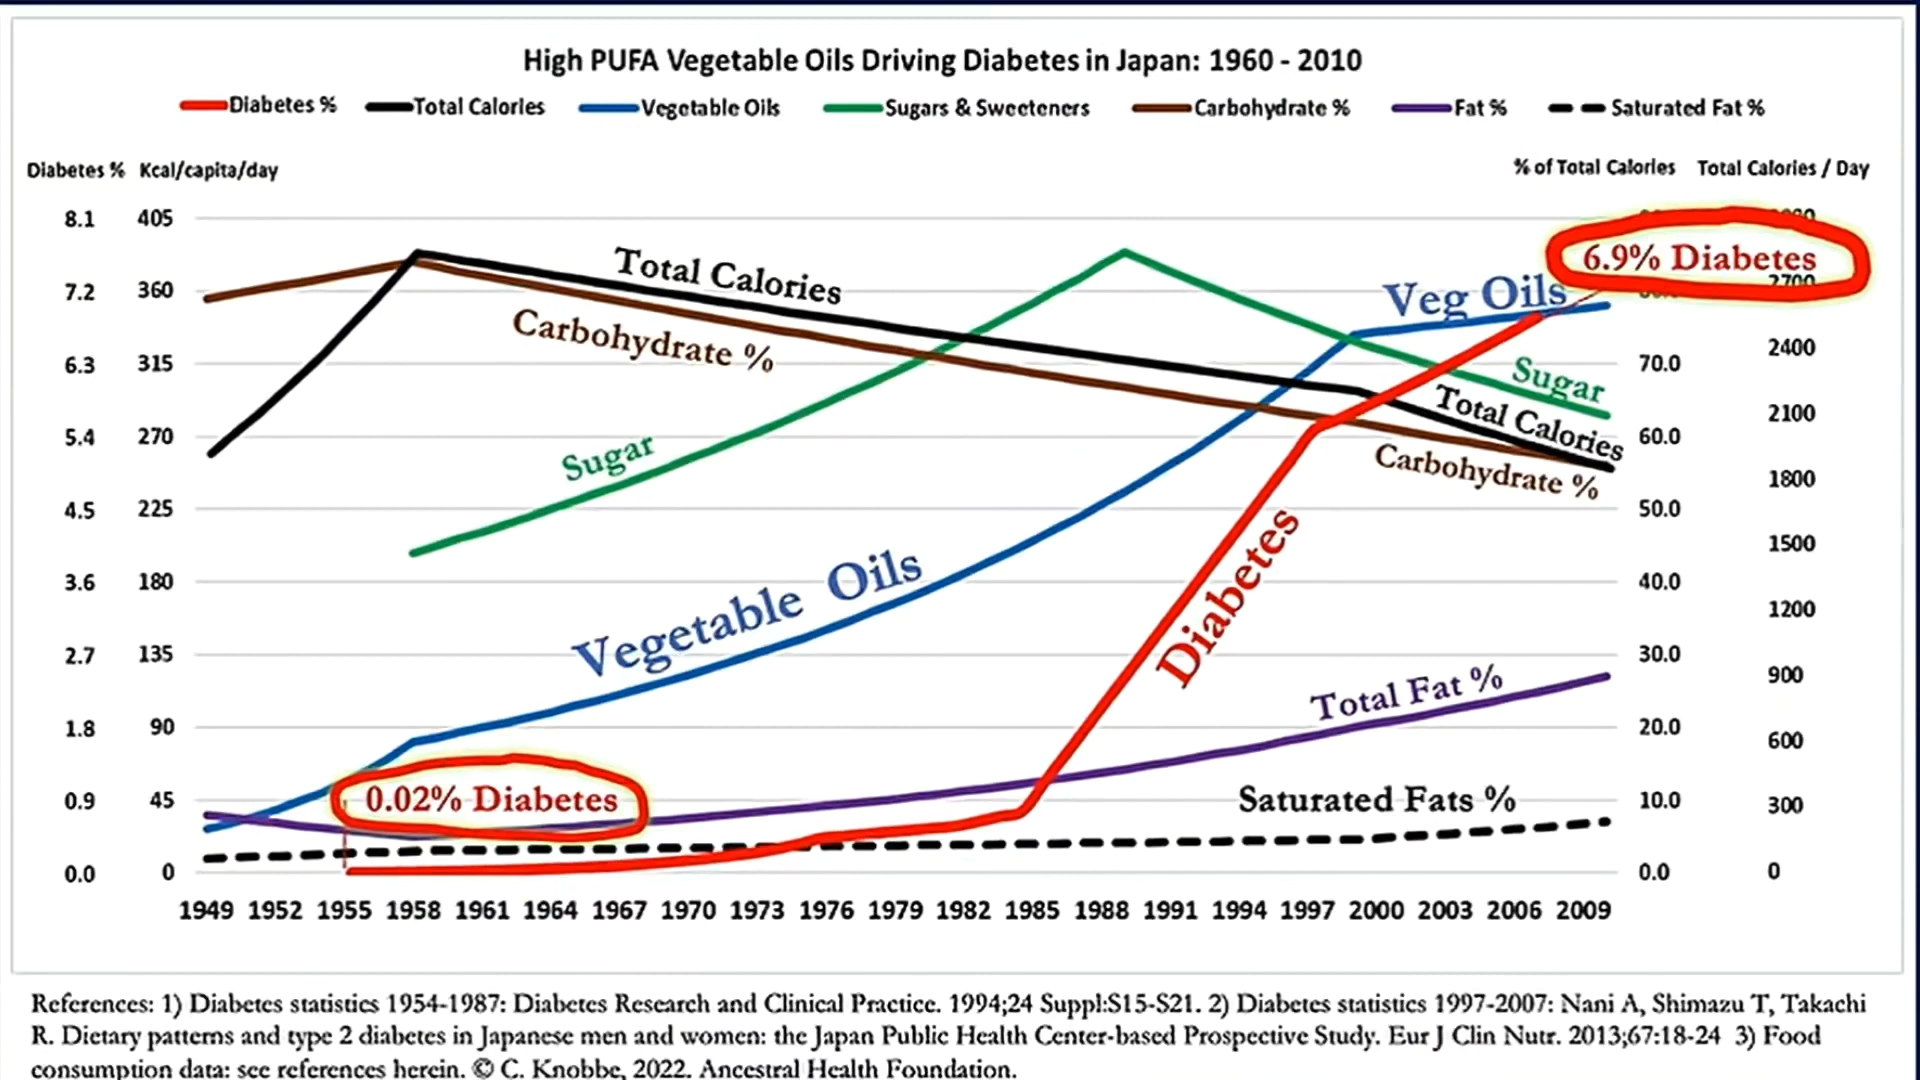 High PUFA Vegetable Oils Driving Diabetes in Japan: 1960 - 2010
Diabetes % Total Calories Vegetable Oils Sugars & Sweeteners Carbohydrate % Fat % Saturated Fat %
Diabetes % Kcal/capita/day % of Total Calories Total Calories / Day
8.1 405
6.9% Diabetes
7.2 360 2700
6.3 315 70.0 2400
5.4 270 60.0 2100
4.5 225 50.0 1800
3.6 180 40.0 1500
2.7 135 30.0 1200
1.8 90 20.0 900
0.9 45 10.0 600
0.0 0 0.0 300
0
Total Calories
Carbohydrate %
Veg Oils
Sugar
Sugar
Total Calories
Carbohydrate %
Vegetable Oils
Diabetes
Total Fat %
0.02% Diabetes
Saturated Fats %
1949 1952 1955 1958 1961 1964 1967 1970 1973 1976 1979 1982 1985 1988 1991 1994 1997 2000 2003 2006 2009
References: 1) Diabetes statistics 1954-1987: Diabetes Research and Clinical Practice. 1994;24 Suppl:S15-S21. 2) Diabetes statistics 1997-2007: Nani A, Shimazu T, Takachi
R. Dietary patterns and type 2 diabetes in Japanese men and women: the Japan Public Health Center-based Prospective Study. Eur J Clin Nutr. 2013;67:18-24 3) Food
consumption data: see references herein. © C. Knobbe, 2022. Ancestral Health Foundation.